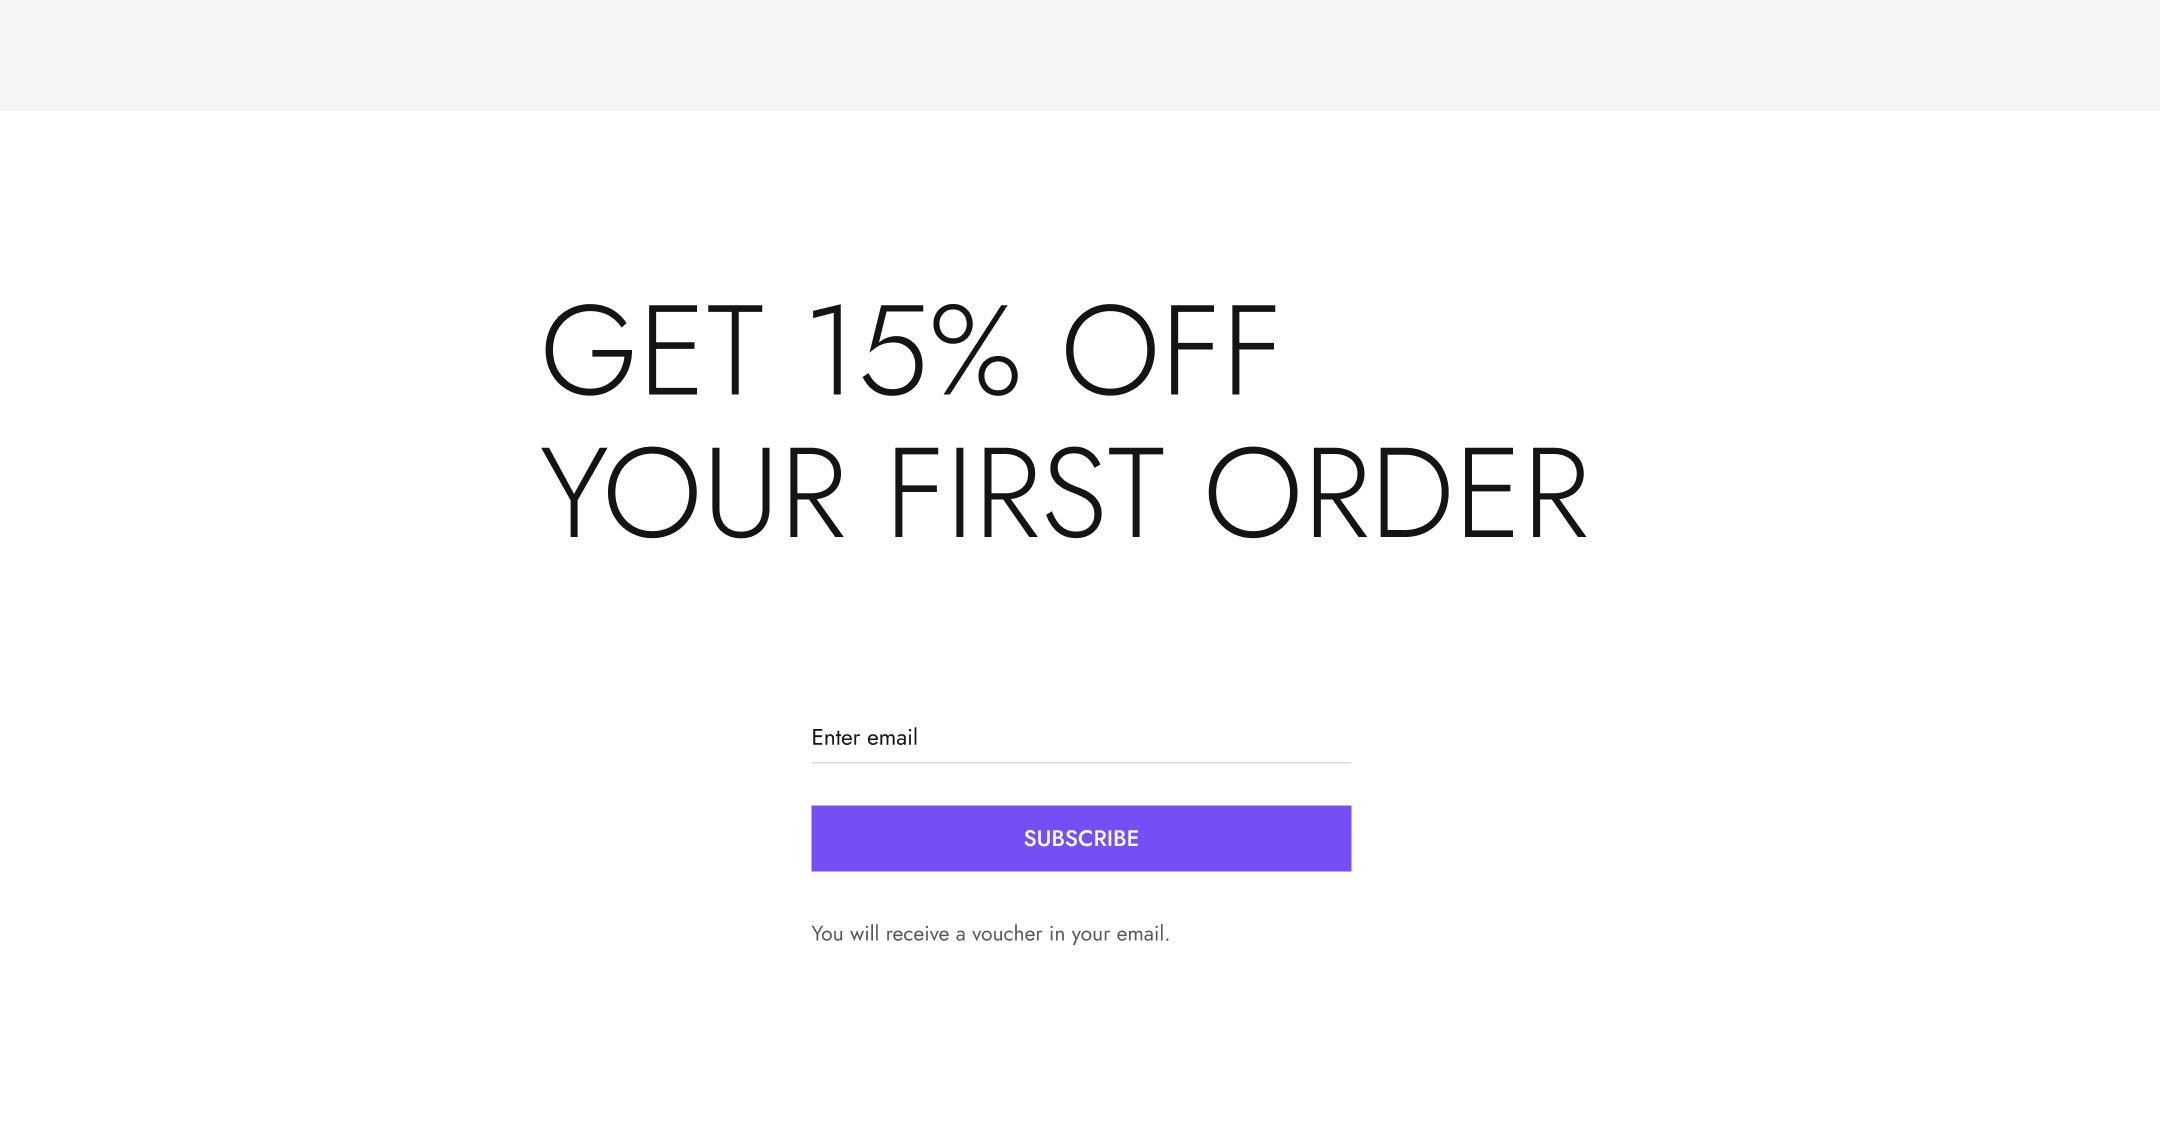 GET 15% OFF
YOUR FIRST ORDER
Enter email
SUBSCRIBE
You will receive a voucher in your email.